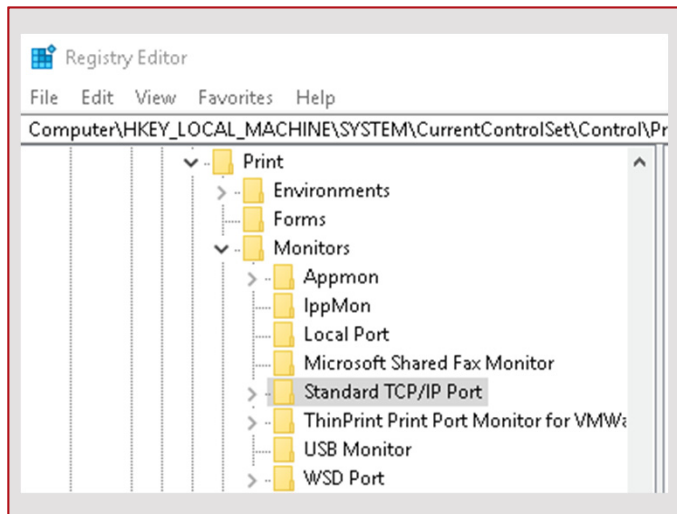 Registry Editor
File Edit View Favorites Help
Computer\HKEY_LOCAL_MACHINE\SYSTEM\CurrentControlSet\Control\Pr
Print
Environments
Forms
Monitors
Appmon
IppMon
Local Port
Microsoft Shared Fax Monitor
Standard TCP/IP Port
ThinPrint Print Port Monitor for VMWa
USB Monitor
WSD Port